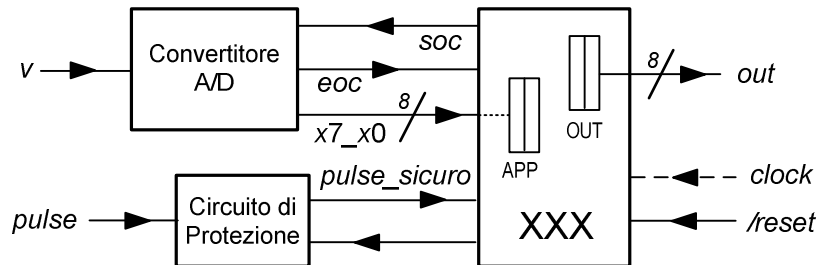 Convertitore
A/D
v
soc
eoc
8
x7_x0
APP
OUT
8
out
pulse_sicuro
clock
pulse
Circuito di
Protezione
XXX
/reset